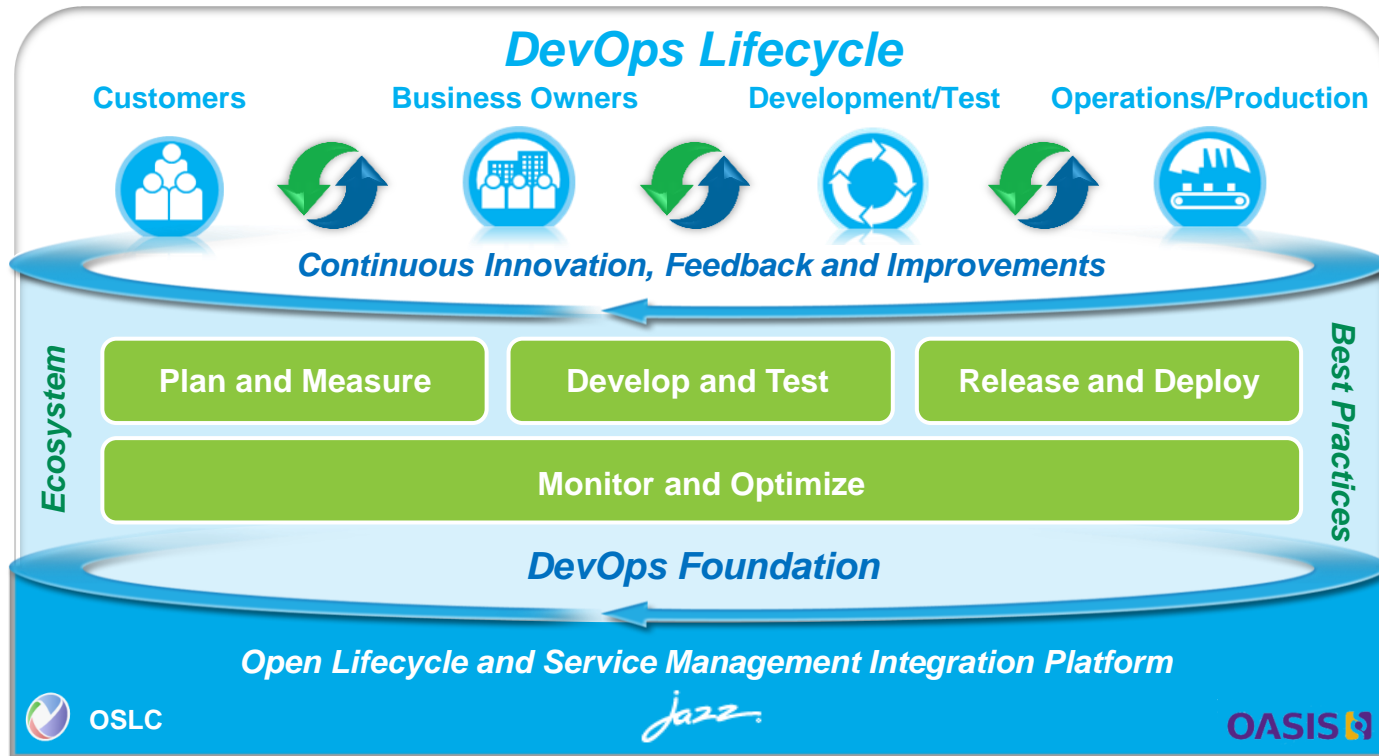 DevOps Lifecycle
Customers
Business Owners
Development/Test
Operations/Production
Continuous Innovation, Feedback and Improvements
Ecosystem
Plan and Measure
Develop and Test
Release and Deploy
Best Practices
Monitor and Optimize
DevOps Foundation
Open Lifecycle and Service Management Integration Platform
OSLC
jazz
OASIS